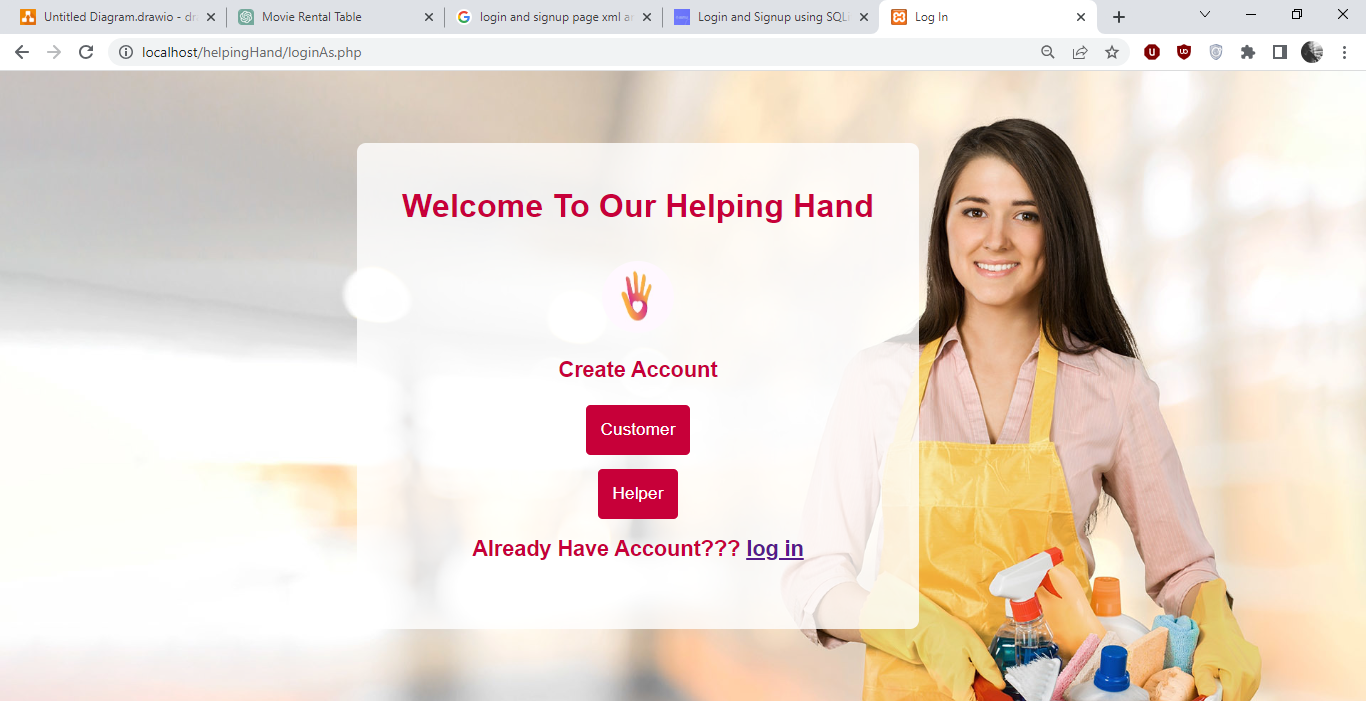 Untitled Diagram.drawio - dr
Movie Rental Table
login and signup page xml an
Login and Signup using SQLi
Log In
localhost/helpingHand/loginAs.php
Welcome To Our Helping Hand
Create Account
Customer
Helper
Already Have Account??? log in